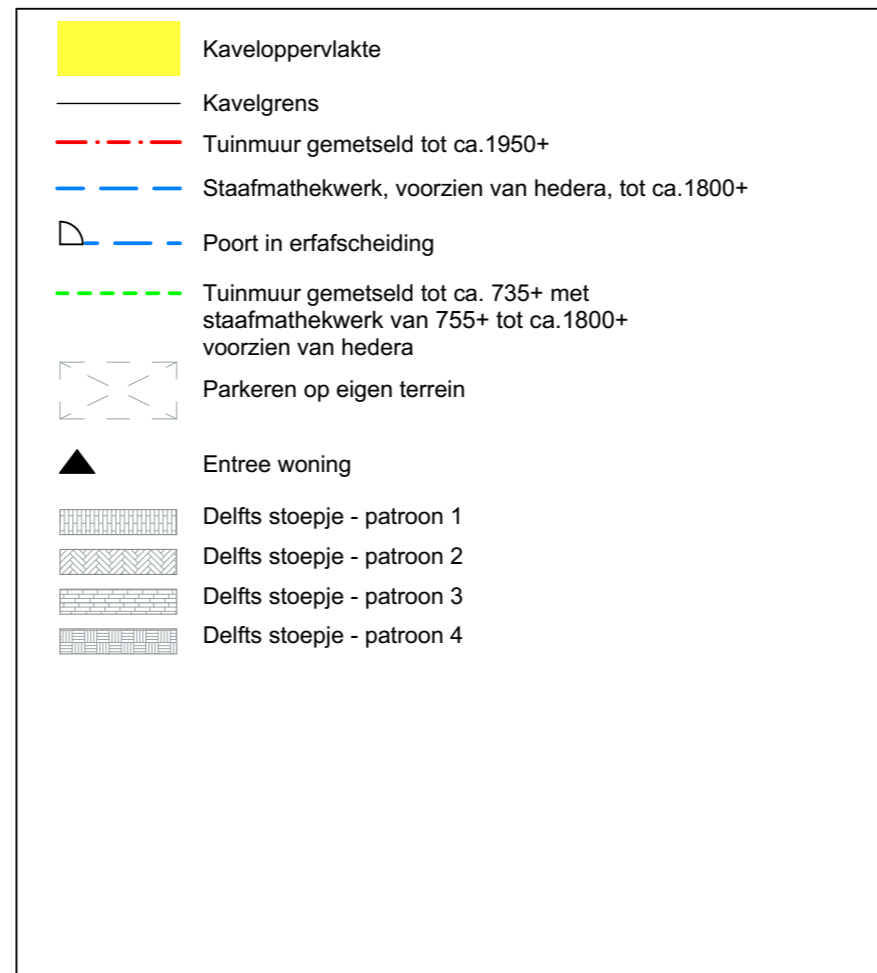 Kaveloppervlakte
Kavelgrens
Tuinmuur gemetseld tot ca.1950+
Staafmathekwerk, voorzien van hedera, tot ca.1800+
Poort in erfafscheiding
Tuinmuur gemetseld tot ca. 735+ met
staafmathekwerk van 755+ tot ca.1800+
voorzien van hedera
Parkeren op eigen terrein
Entree woning
Delfts stoepje - patroon 1
Delfts stoepje - patroon 2
Delfts stoepje - patroon 3
Delfts stoepje - patroon 4